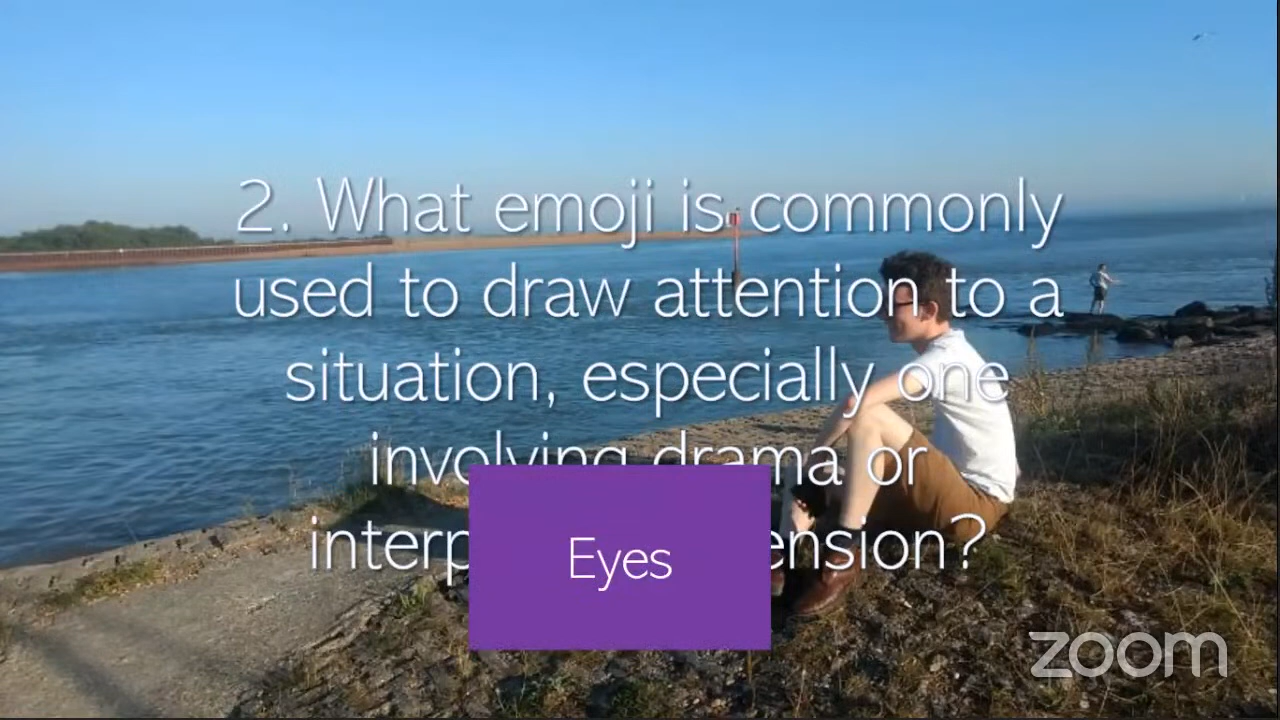 2. What emoji is commonly
used to draw attention to a
situation, especially one
involving drama or
ension?
Eyes
zoom